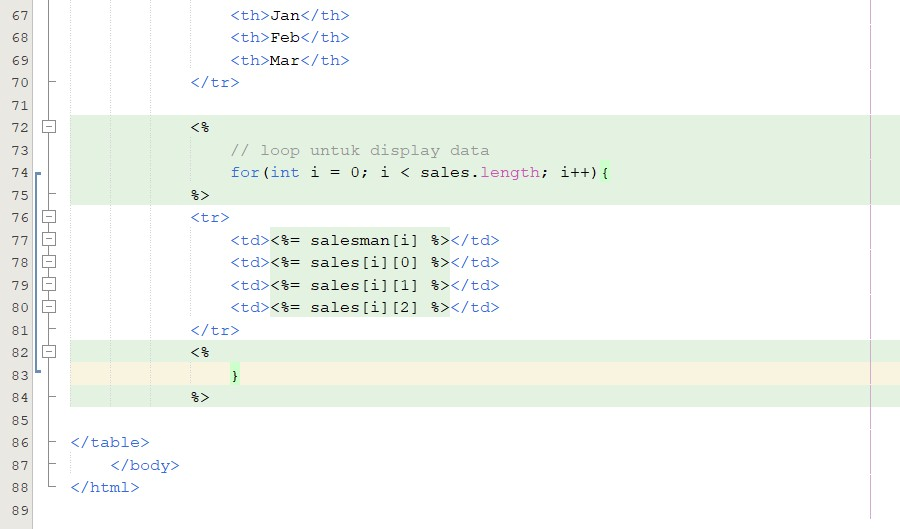 67 <th>Jan</th>
68 <th>Feb</th>
69 <th>Mar</th>
70 </tr>
71
72 <%
73 // loop untuk display data
74 for(int i = 0; i < sales.length; i++){
75 %>
76 <tr>
77 <td><%= salesman[i] %></td>
78 <td><%= sales[i][0] %></td>
79 <td><%= sales[i][1] %></td>
80 <td><%= sales[i][2] %></td>
81 </tr>
82 <%
83 }
84 %>
85
86 </table>
87 </body>
88 </html>
89